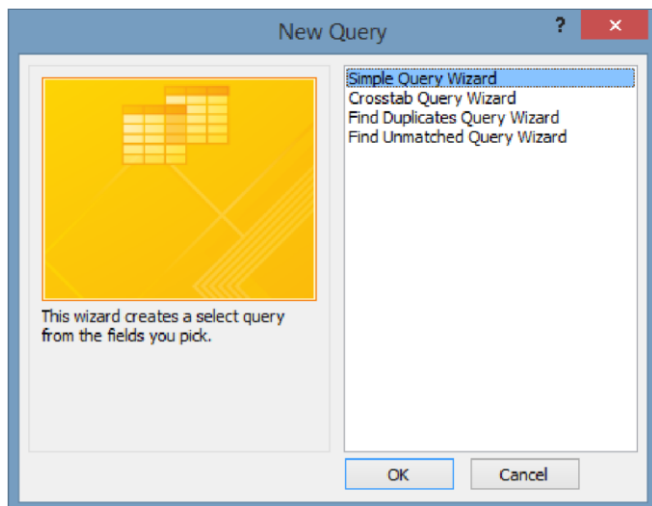 New Query
?
×
Simple Query Wizard
Crosstab Query Wizard
Find Duplicates Query Wizard
Find Unmatched Query Wizard
This wizard creates a select query
from the fields you pick.
OK
Cancel